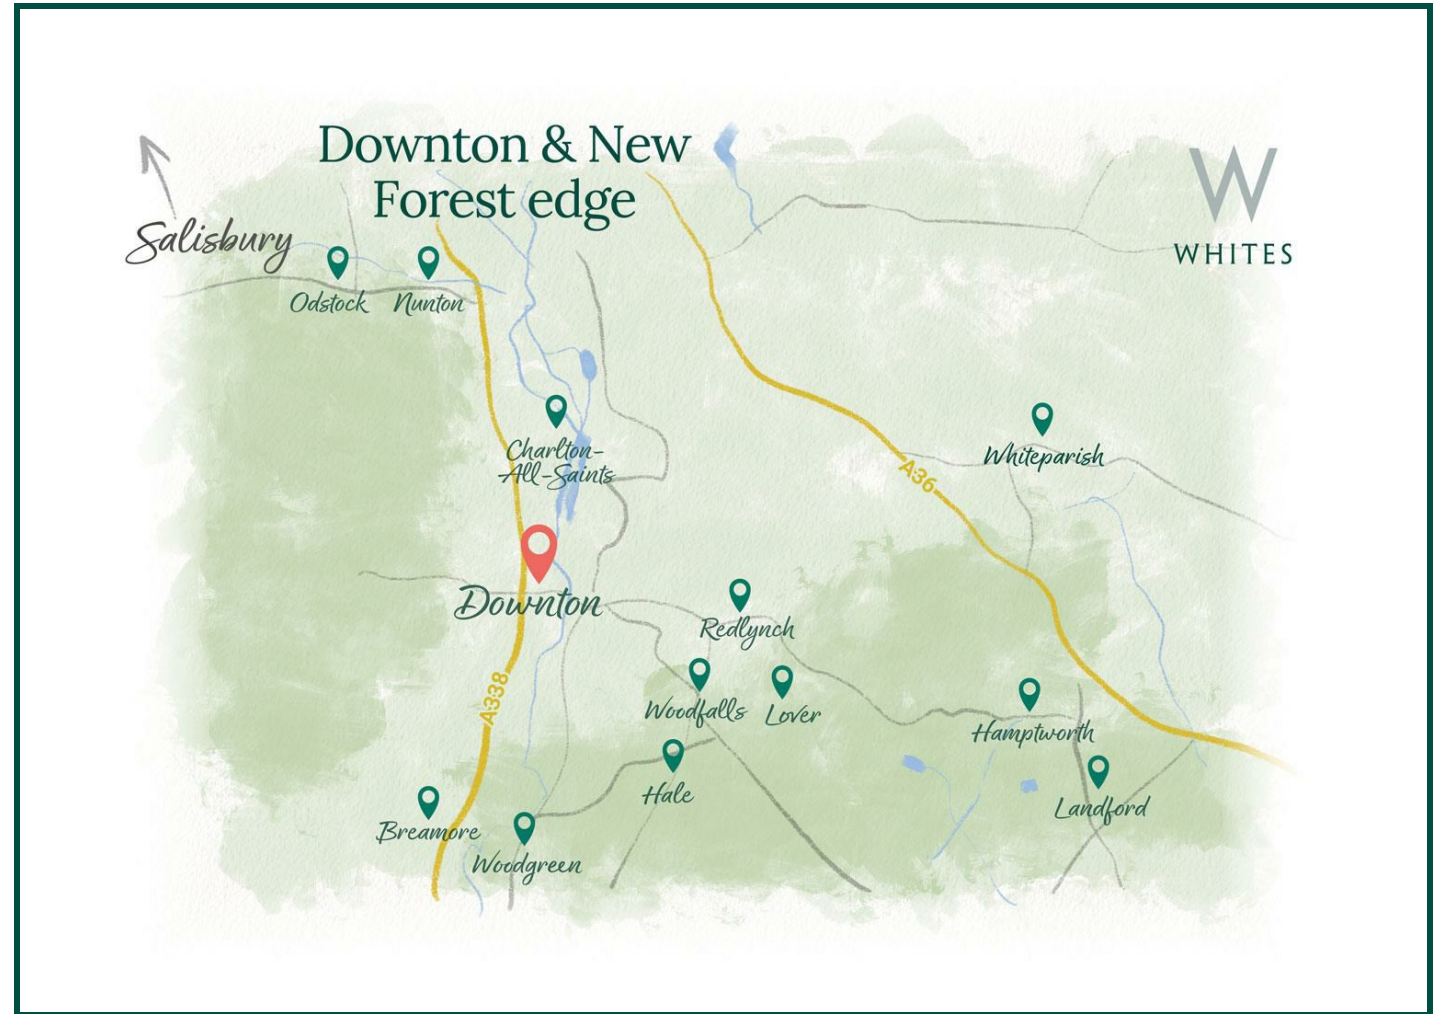 Downton & New
Forest edge
W
WHITES
Salisbury
Odstock
Nunton
Charlton-
All-Saints
Whiteparish
A36
Downton
Redlynch
A338
Woodfalls
Lover
Hamptworth
Hale
Landford
Breamore
Woodgreen